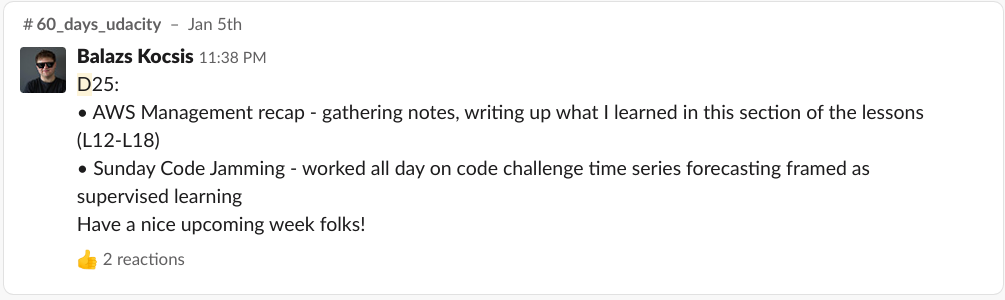 # 60_days_udacity – Jan 5th
Balazs Kocsis 11:38 PM
D25:
• AWS Management recap - gathering notes, writing up what I learned in this section of the lessons
(L12-L18)
• Sunday Code Jamming - worked all day on code challenge time series forecasting framed as
supervised learning
Have a nice upcoming week folks!
👍 2 reactions